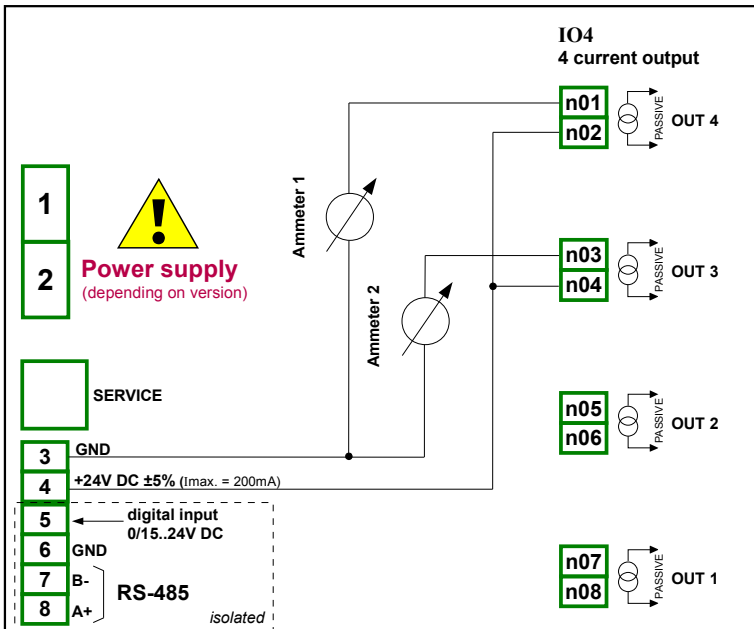 IO4
4 current output
n01
n02
PASSIVE
OUT 4
Ammeter 1
1
2
!
Power supply
(depending on version)
n03
n04
PASSIVE
OUT 3
Ammeter 2
SERVICE
n05
n06
PASSIVE
OUT 2
3
GND
4
+24V DC ±5% (Imax. = 200mA)
5
digital input
0/15..24V DC
6
GND
7
B-
RS-485
8
A+
isolated
n07
n08
PASSIVE
OUT 1